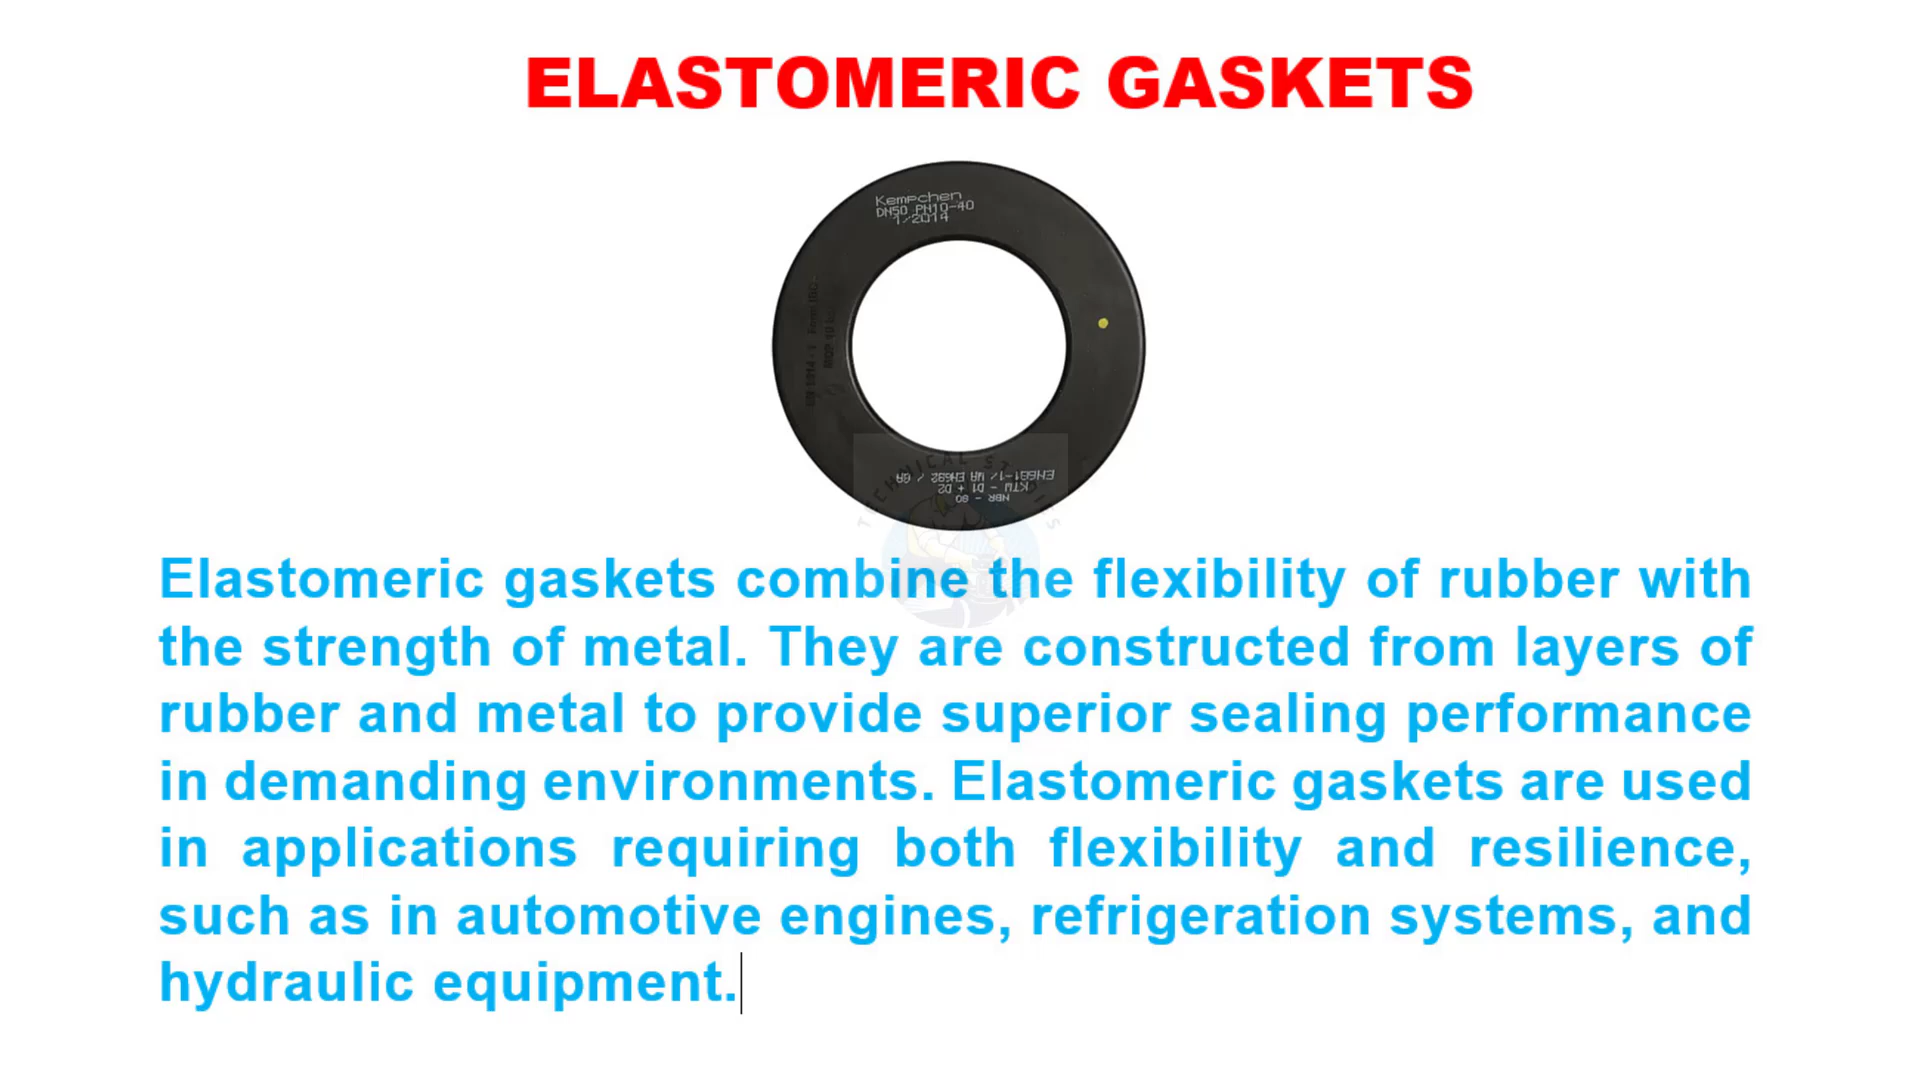 ELASTOMERIC GASKETS
Kempchen
DN50 PN10-40
1/2014
EN681-1/ WA EN682 / GA
KTW - D1 + D2
NBR - 80
Elastomeric gaskets combine the flexibility of rubber with
the strength of metal. They are constructed from layers of
rubber and metal to provide superior sealing performance
in demanding environments. Elastomeric gaskets are used
in applications requiring both flexibility and resilience,
such as in automotive engines, refrigeration systems, and
hydraulic equipment.